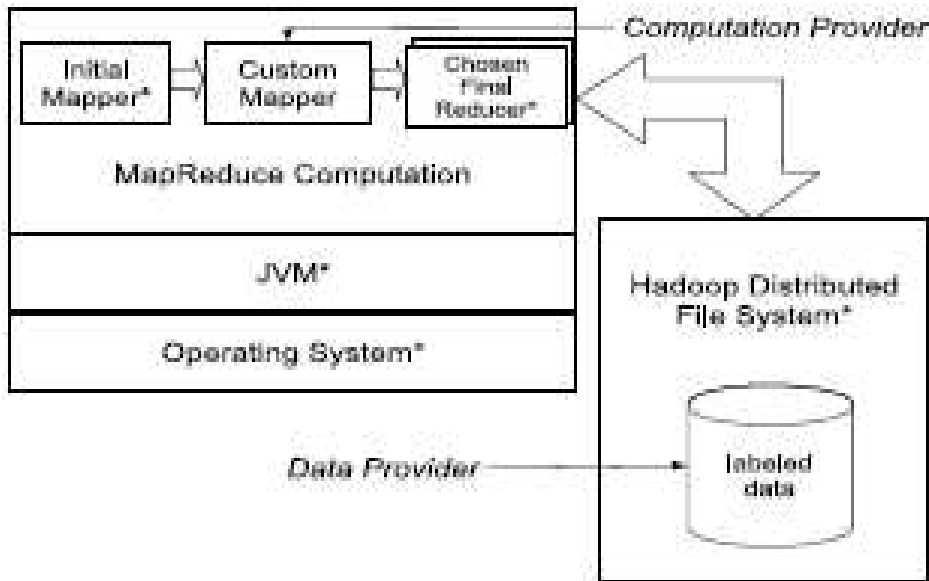 Computation Provider
Initial
Mapper*
Custom
Mapper
Chosen
Final
Reducer*
MapReduce Computation
JVM*
Operating System*
Hadoop Distributed
File System*
Data Provider
labeled
data